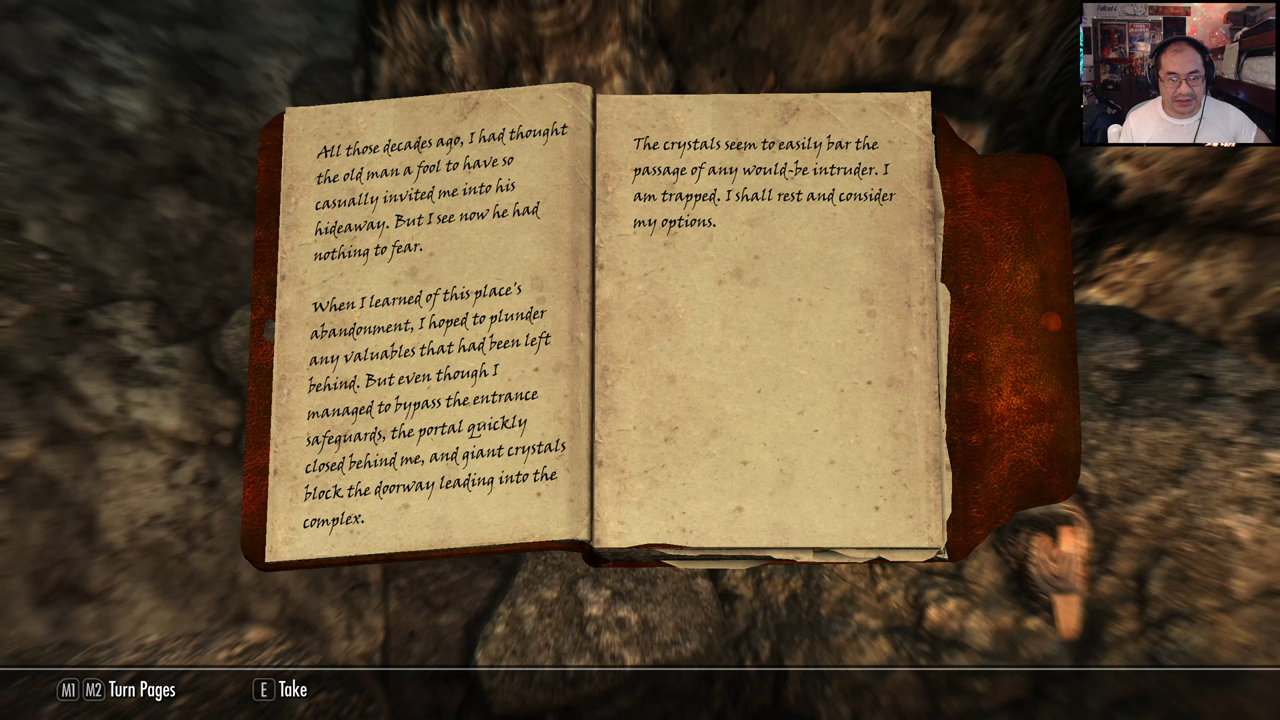 All those decades ago, I had thought
the old man a fool to have so
casually invited me into his
hideaway. But I see now he had
nothing to fear.
When I learned of this place's
abandonment, I hoped to plunder
any valuables that had been left
behind. But even though I
managed to bypass the entrance
safeguards, the portal quickly
closed behind me, and giant crystals
block the doorway leading into the
complex.
The crystals seem to easily bar the
passage of any would-be intruder. I
am trapped. I shall rest and consider
my options.
M1 M2 Turn Pages
E Take